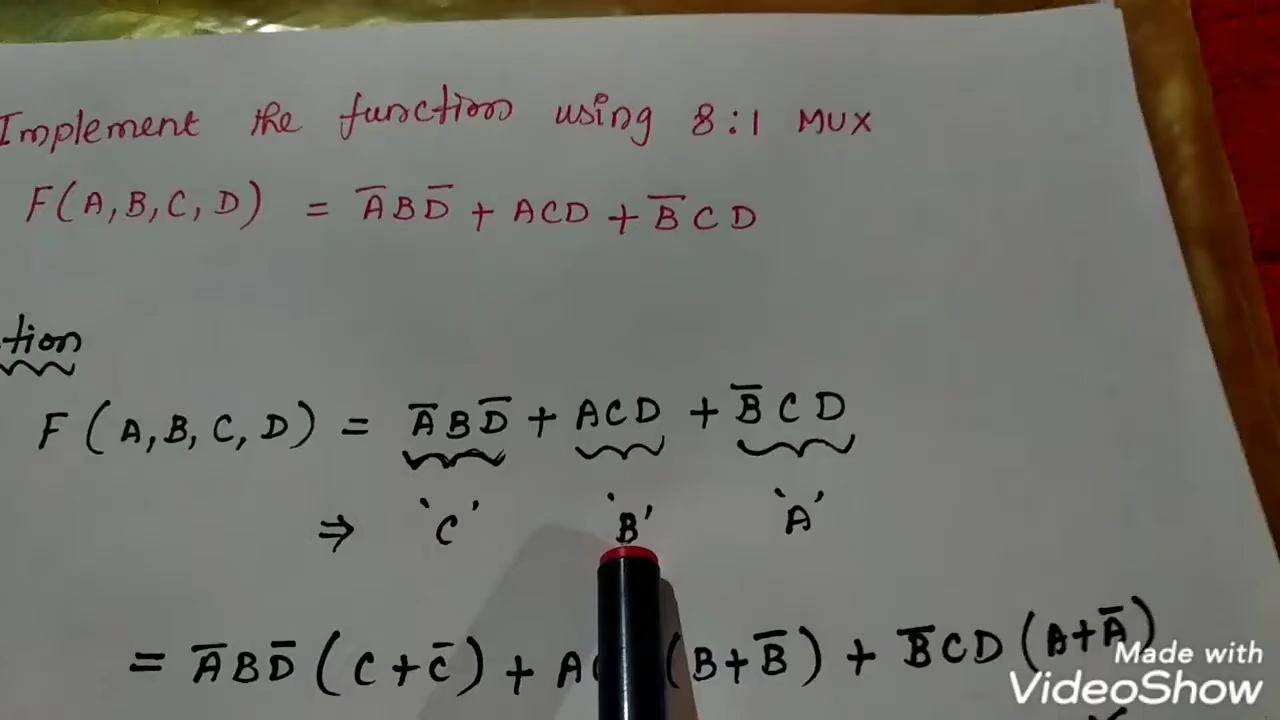 Implement the function using 8:1 MUX
F(A,B,C,D) = A̅BD̅ + ACD + B̅CD
tion
F(A,B,C,D) = A̅BD̅ + ACD + B̅CD
⇒ 'C' 'B' 'A'
= A̅BD̅(C+C̅) + AC (B+B̅) + B̅CD(A+A̅)
Made with
VideoShow